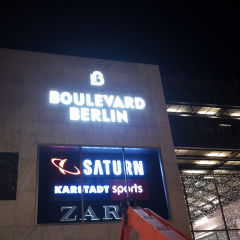 B
BOULEVARD
BERLIN
SATURN
KARSTADT sports
ZARA